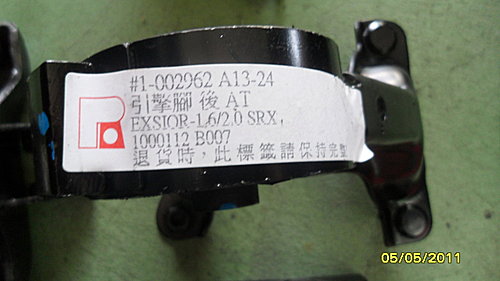 #1-002962 A13-24
引擎腳 後 AT
EXSIOR-1.6/2.0 SRX,
1000112 B007
退貨時,此標籤請保持完整
05/05/2011